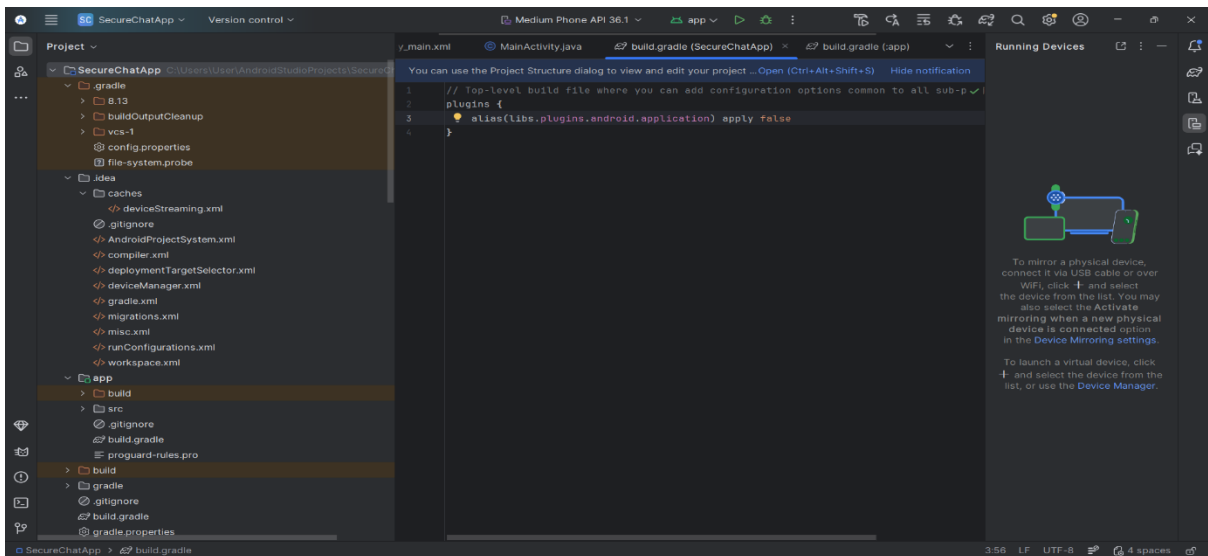 SC SecureChatApp Version control Medium Phone API 36.1 app
Project
SecureChatApp C:\Users\User\AndroidStudioProjects\SecureCh
.gradle
8.13
buildOutputCleanup
vcs-1
config.properties
file-system.probe
.idea
caches
deviceStreaming.xml
.gitignore
AndroidProjectSystem.xml
compiler.xml
deploymentTargetSelector.xml
deviceManager.xml
gradle.xml
migrations.xml
misc.xml
runConfigurations.xml
workspace.xml
app
build
src
.gitignore
build.gradle
proguard-rules.pro
build
gradle
.gitignore
build.gradle
gradle.properties
y_main.xml MainActivity.java build.gradle (SecureChatApp) build.gradle (:app)
You can use the Project Structure dialog to view and edit your project ... Open (Ctrl+Alt+Shift+S) Hide notification
1 // Top-level build file where you can add configuration options common to all sub-p
2 plugins {
3 alias(libs.plugins.android.application) apply false
4 }
Running Devices
To mirror a physical device,
connect it via USB cable or over
WiFi, click + and select
the device from the list. You may
also select the Activate
mirroring when a new physical
device is connected option
in the Device Mirroring settings.
To launch a virtual device, click
+ and select the device from the
list, or use the Device Manager.
SecureChatApp > build.gradle
3:56 LF UTF-8 4 spaces